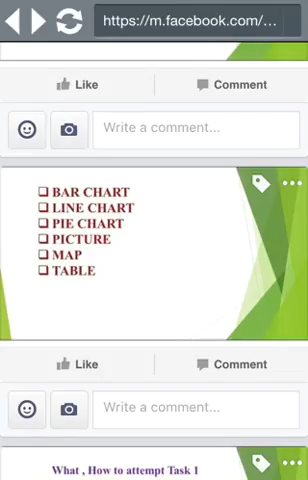 https://m.facebook.com/...
Like
Comment
Write a comment...
BAR CHART
LINE CHART
PIE CHART
PICTURE
MAP
TABLE
Like
Comment
Write a comment...
What , How to attempt Task 1